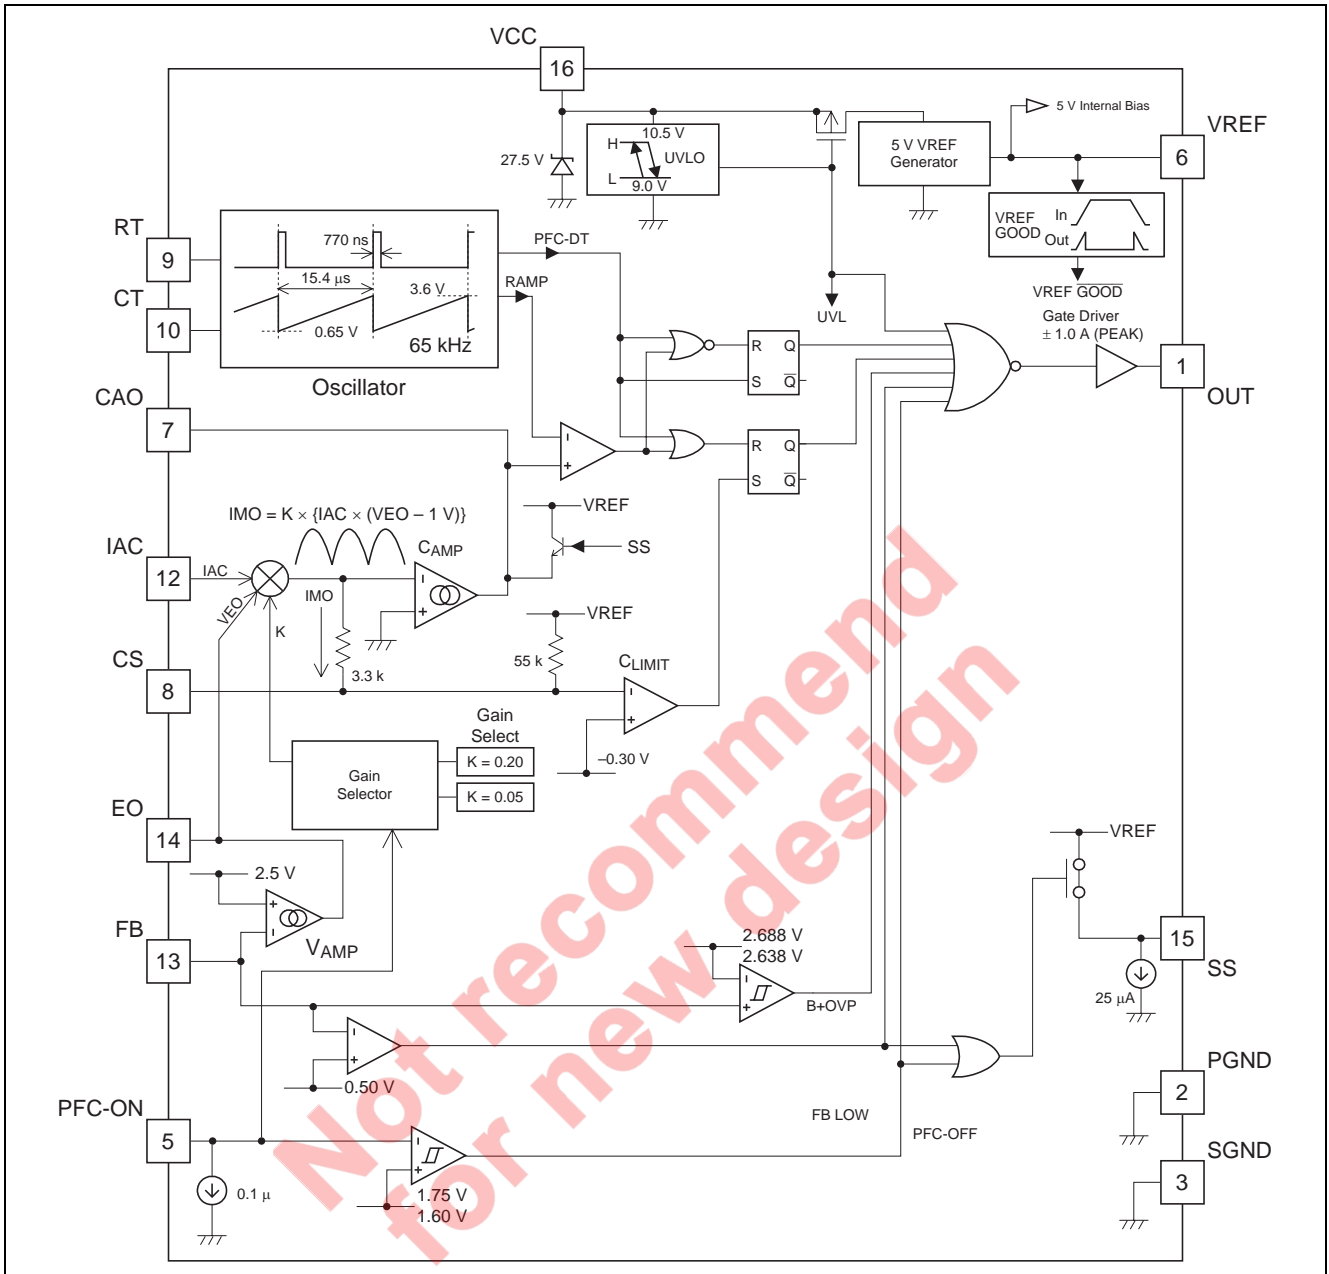 VCC
16
5 V Internal Bias
VREF
6
10.5 V
H
UVLO
L
9.0 V
27.5 V
5 V VREF
Generator
VREF
GOOD
In
Out
VREF GOOD
RT
9
CT
10
770 ns
15.4 μs
3.6 V
0.65 V
65 kHz
Oscillator
PFC-DT
RAMP
UVL
Gate Driver
± 1.0 A (PEAK)
1
OUT
R Q
S Q
R Q
S Q
CAO
7
VREF
SS
IMO = K × {IAC × (VEO – 1 V)}
IAC
12
IAC
VEO
K
IMO
CAMP
3.3 k
VREF
55 k
CS
8
CLIMIT
–0.30 V
Gain
Select
K = 0.20
K = 0.05
Gain
Selector
EO
14
2.5 V
FB
13
VAMP
VREF
2.688 V
2.638 V
B+OVP
15
SS
25 μA
0.50 V
PFC-ON
5
0.1 μ
1.75 V
1.60 V
FB LOW
PFC-OFF
PGND
2
SGND
3
Not recommend
for new design